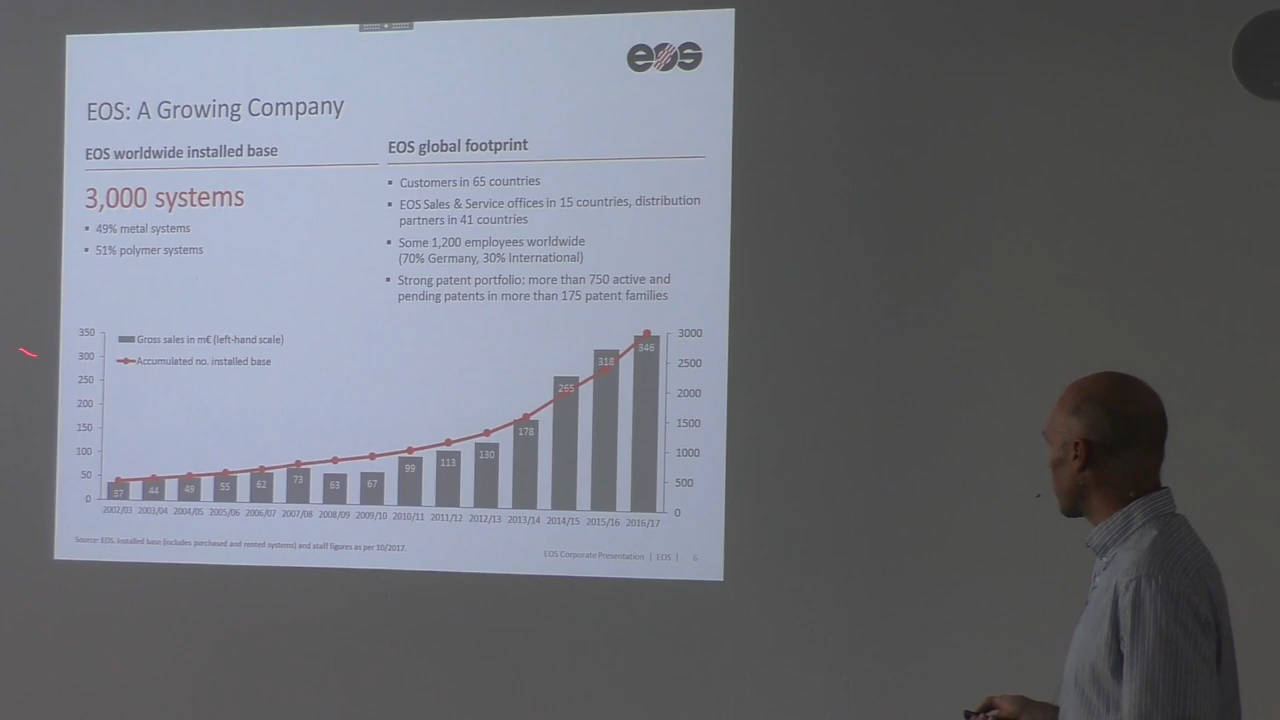 eos
EOS: A Growing Company
EOS worldwide installed base
3,000 systems
49% metal systems
51% polymer systems
EOS global footprint
Customers in 65 countries
EOS Sales & Service offices in 15 countries, distribution
partners in 41 countries
Some 1,200 employees worldwide
(70% Germany, 30% International)
Strong patent portfolio: more than 750 active and
pending patents in more than 175 patent families
Gross sales in m€ (left-hand scale)
Accumulated no. installed base
350
300
250
200
150
100
50
0
3000
2500
2000
1500
1000
500
0
37 44 49 55 62 73 63 67 99 113 130 178 265 318 346
2002/03 2003/04 2004/05 2005/06 2006/07 2007/08 2008/09 2009/10 2010/11 2011/12 2012/13 2013/14 2014/15 2015/16 2016/17
Source: EOS. Installed base (includes purchased and rented systems) and staff figures as per 10/2017.
EOS Corporate Presentation | EOS | 6